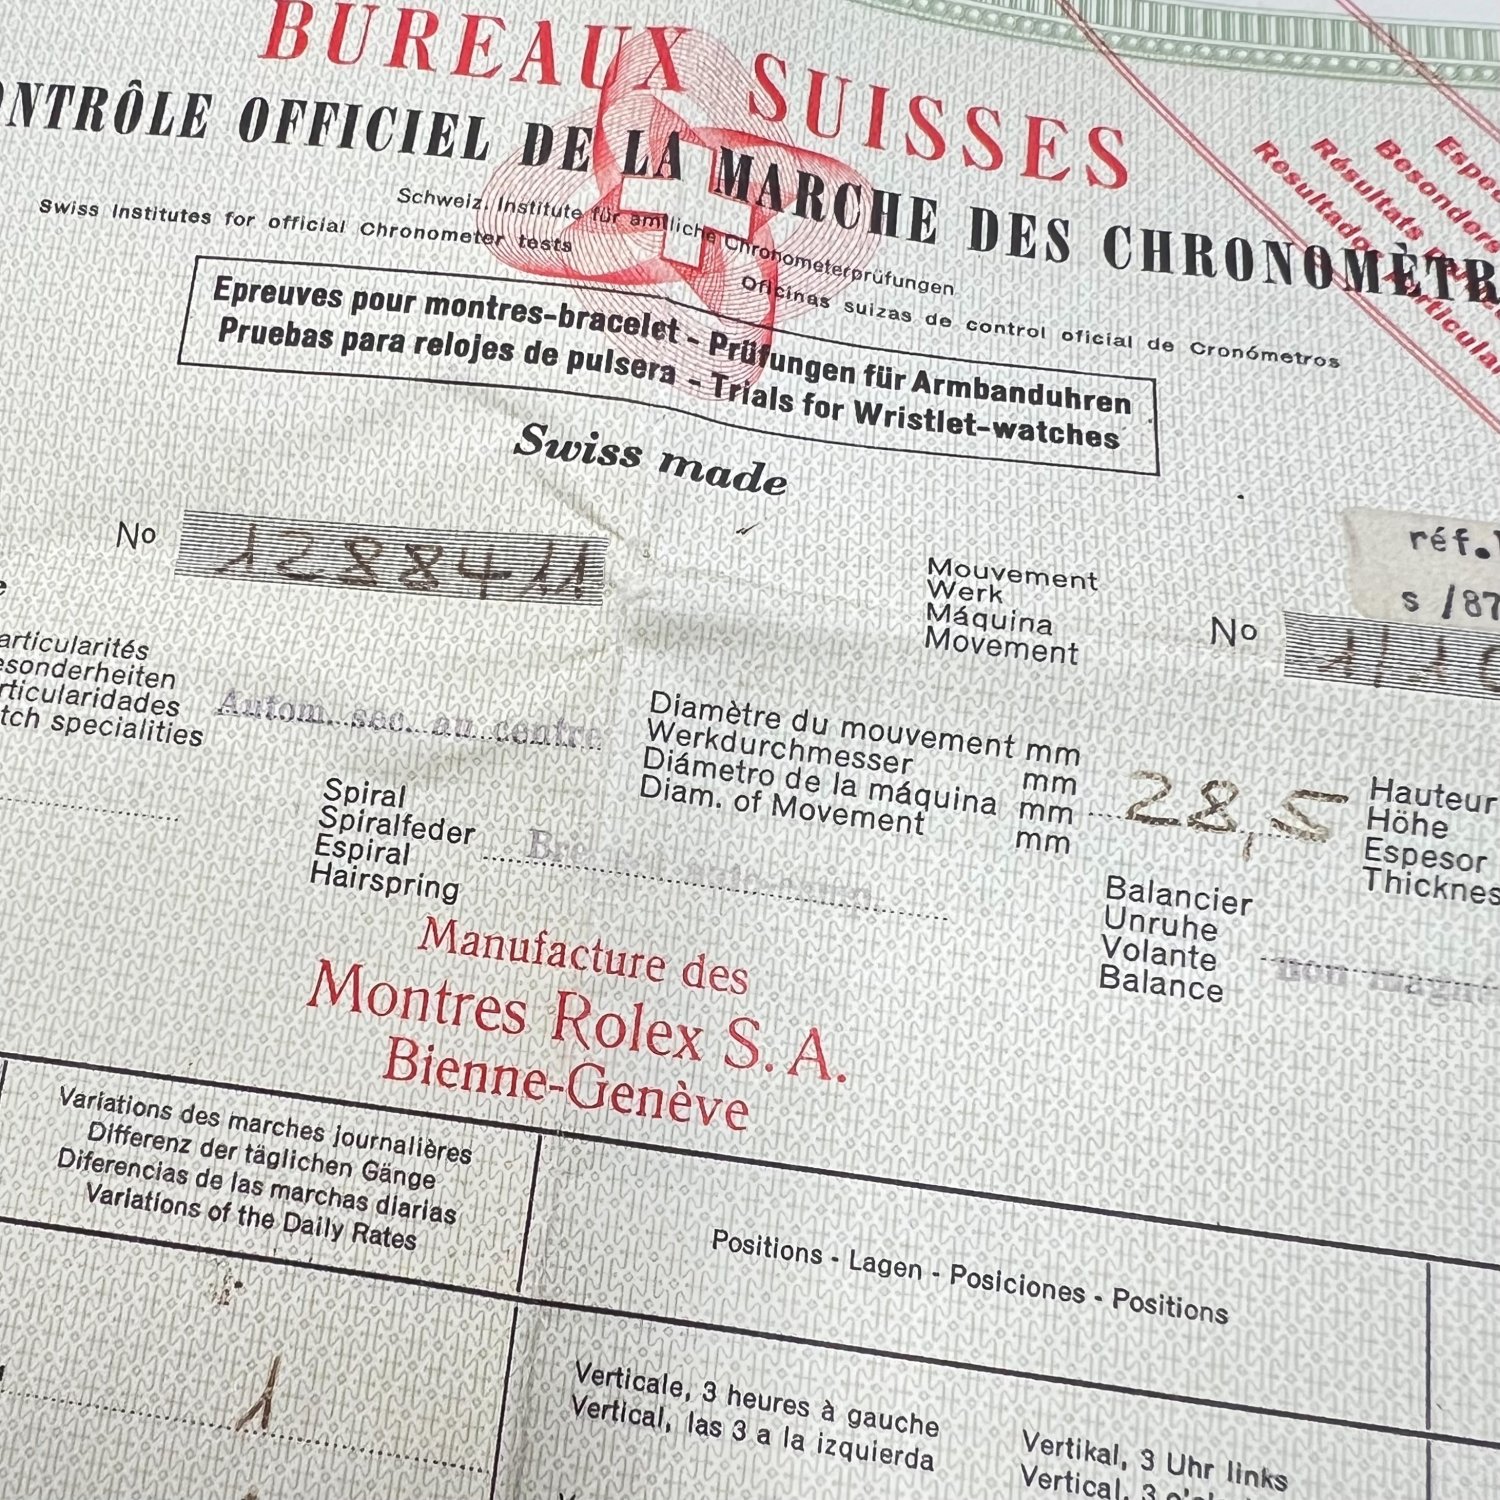 BUREAUX SUISSES
ONTRÔLE OFFICIEL DE LA MARCHE DES CHRONOMÈTR
Schweiz. Institute für amtliche Chronometerprüfungen
Swiss Institutes for official Chronometer tests
Oficinas suizas de control oficial de Cronómetros
Epreuves pour montres-bracelet - Prüfungen für Armbanduhren
Pruebas para relojes de pulsera - Trials for Wristlet-watches
Swiss made
Espe
Besonders
Résultats
Resultados
No 1288411
Mouvement
Werk
Máquina
Movement
No
réf.
s /87
articularités
esonderheiten
rticularidades
tch specialities
Autom. sec. au centre
Diamètre du mouvement mm
Werkdurchmesser mm
Diámetro de la máquina mm
Diam. of Movement mm
28,5
Hauteur
Höhe
Espesor
Thicknes
Spiral
Spiralfeder
Espiral
Hairspring
Balancier
Unruhe
Volante
Balance
non magn
Manufacture des
Montres Rolex S. A.
Bienne-Genève
Variations des marches journalières
Differenz der täglichen Gänge
Diferencias de las marchas diarias
Variations of the Daily Rates
Positions - Lagen - Posiciones - Positions
1
Verticale, 3 heures à gauche
Vertical, las 3 a la izquierda
Vertikal, 3 Uhr links
Vertical, 3